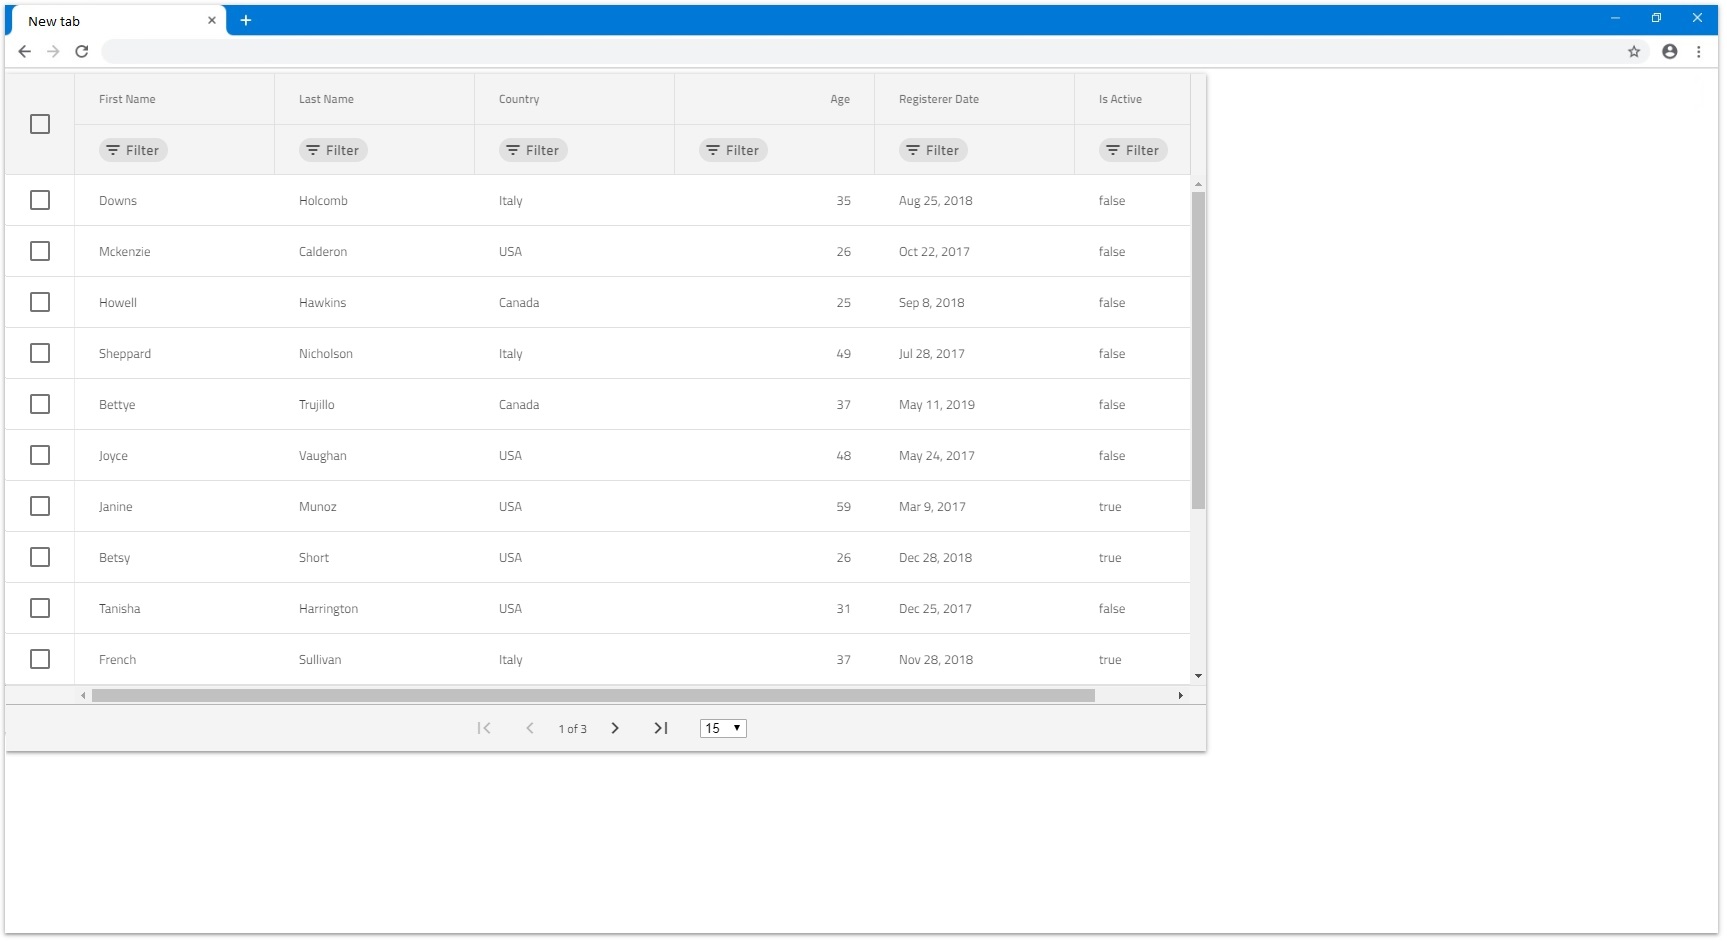 New tab
First Name Last Name Country Age Registerer Date Is Active
Filter Filter Filter Filter Filter Filter
Downs Holcomb Italy 35 Aug 25, 2018 false
Mckenzie Calderon USA 26 Oct 22, 2017 false
Howell Hawkins Canada 25 Sep 8, 2018 false
Sheppard Nicholson Italy 49 Jul 28, 2017 false
Bettye Trujillo Canada 37 May 11, 2019 false
Joyce Vaughan USA 48 May 24, 2017 false
Janine Munoz USA 59 Mar 9, 2017 true
Betsy Short USA 26 Dec 28, 2018 true
Tanisha Harrington USA 31 Dec 25, 2017 false
French Sullivan Italy 37 Nov 28, 2018 true
1 of 3 15